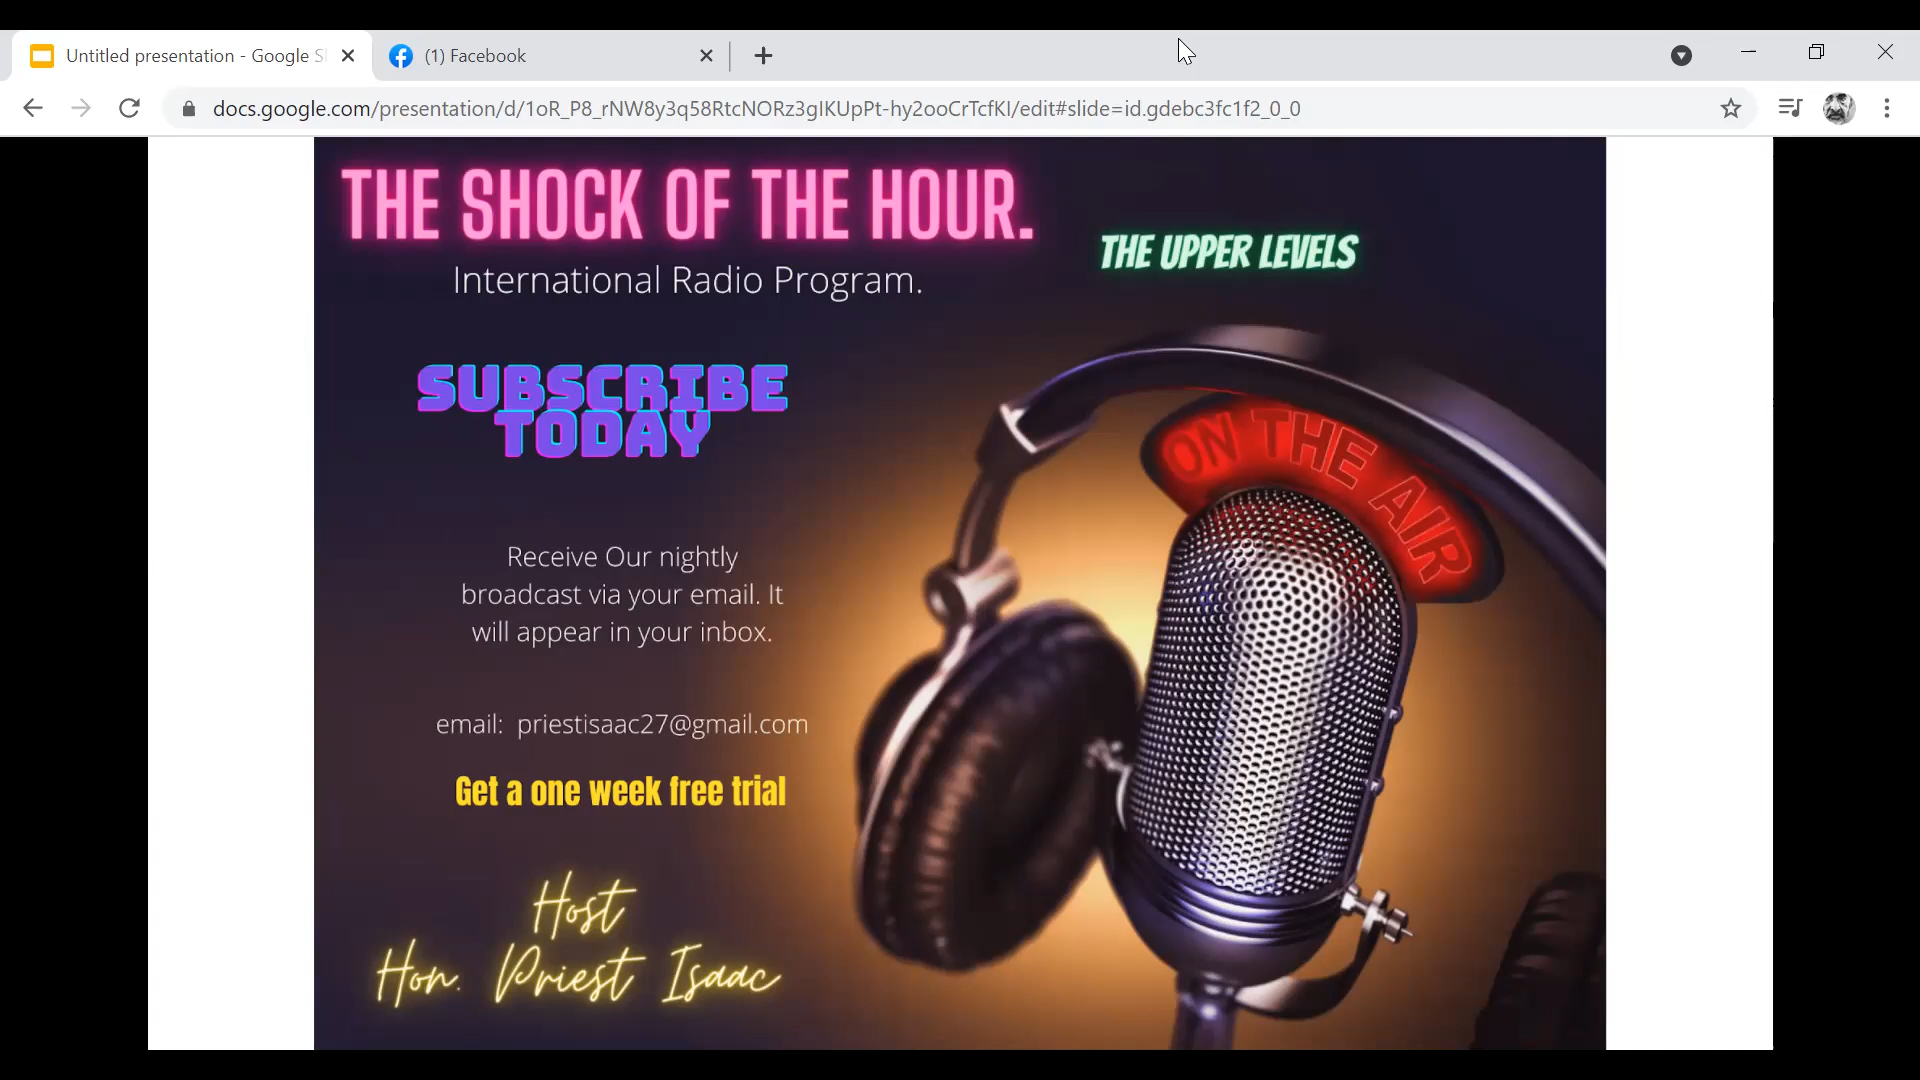 Untitled presentation - Google Sl
(1) Facebook
docs.google.com/presentation/d/1oR_P8_rNW8y3q58RtcNORz3glKUpPt-hy2ooCrTcfKI/edit#slide=id.gdebc3fc1f2_0_0
THE SHOCK OF THE HOUR.
International Radio Program.
THE UPPER LEVELS
SUBSCRIBE
TODAY
ON THE AIR
Receive Our nightly
broadcast via your email. It
will appear in your inbox.
email: priestisaac27@gmail.com
Get a one week free trial
Host
Hon. Priest Isaac